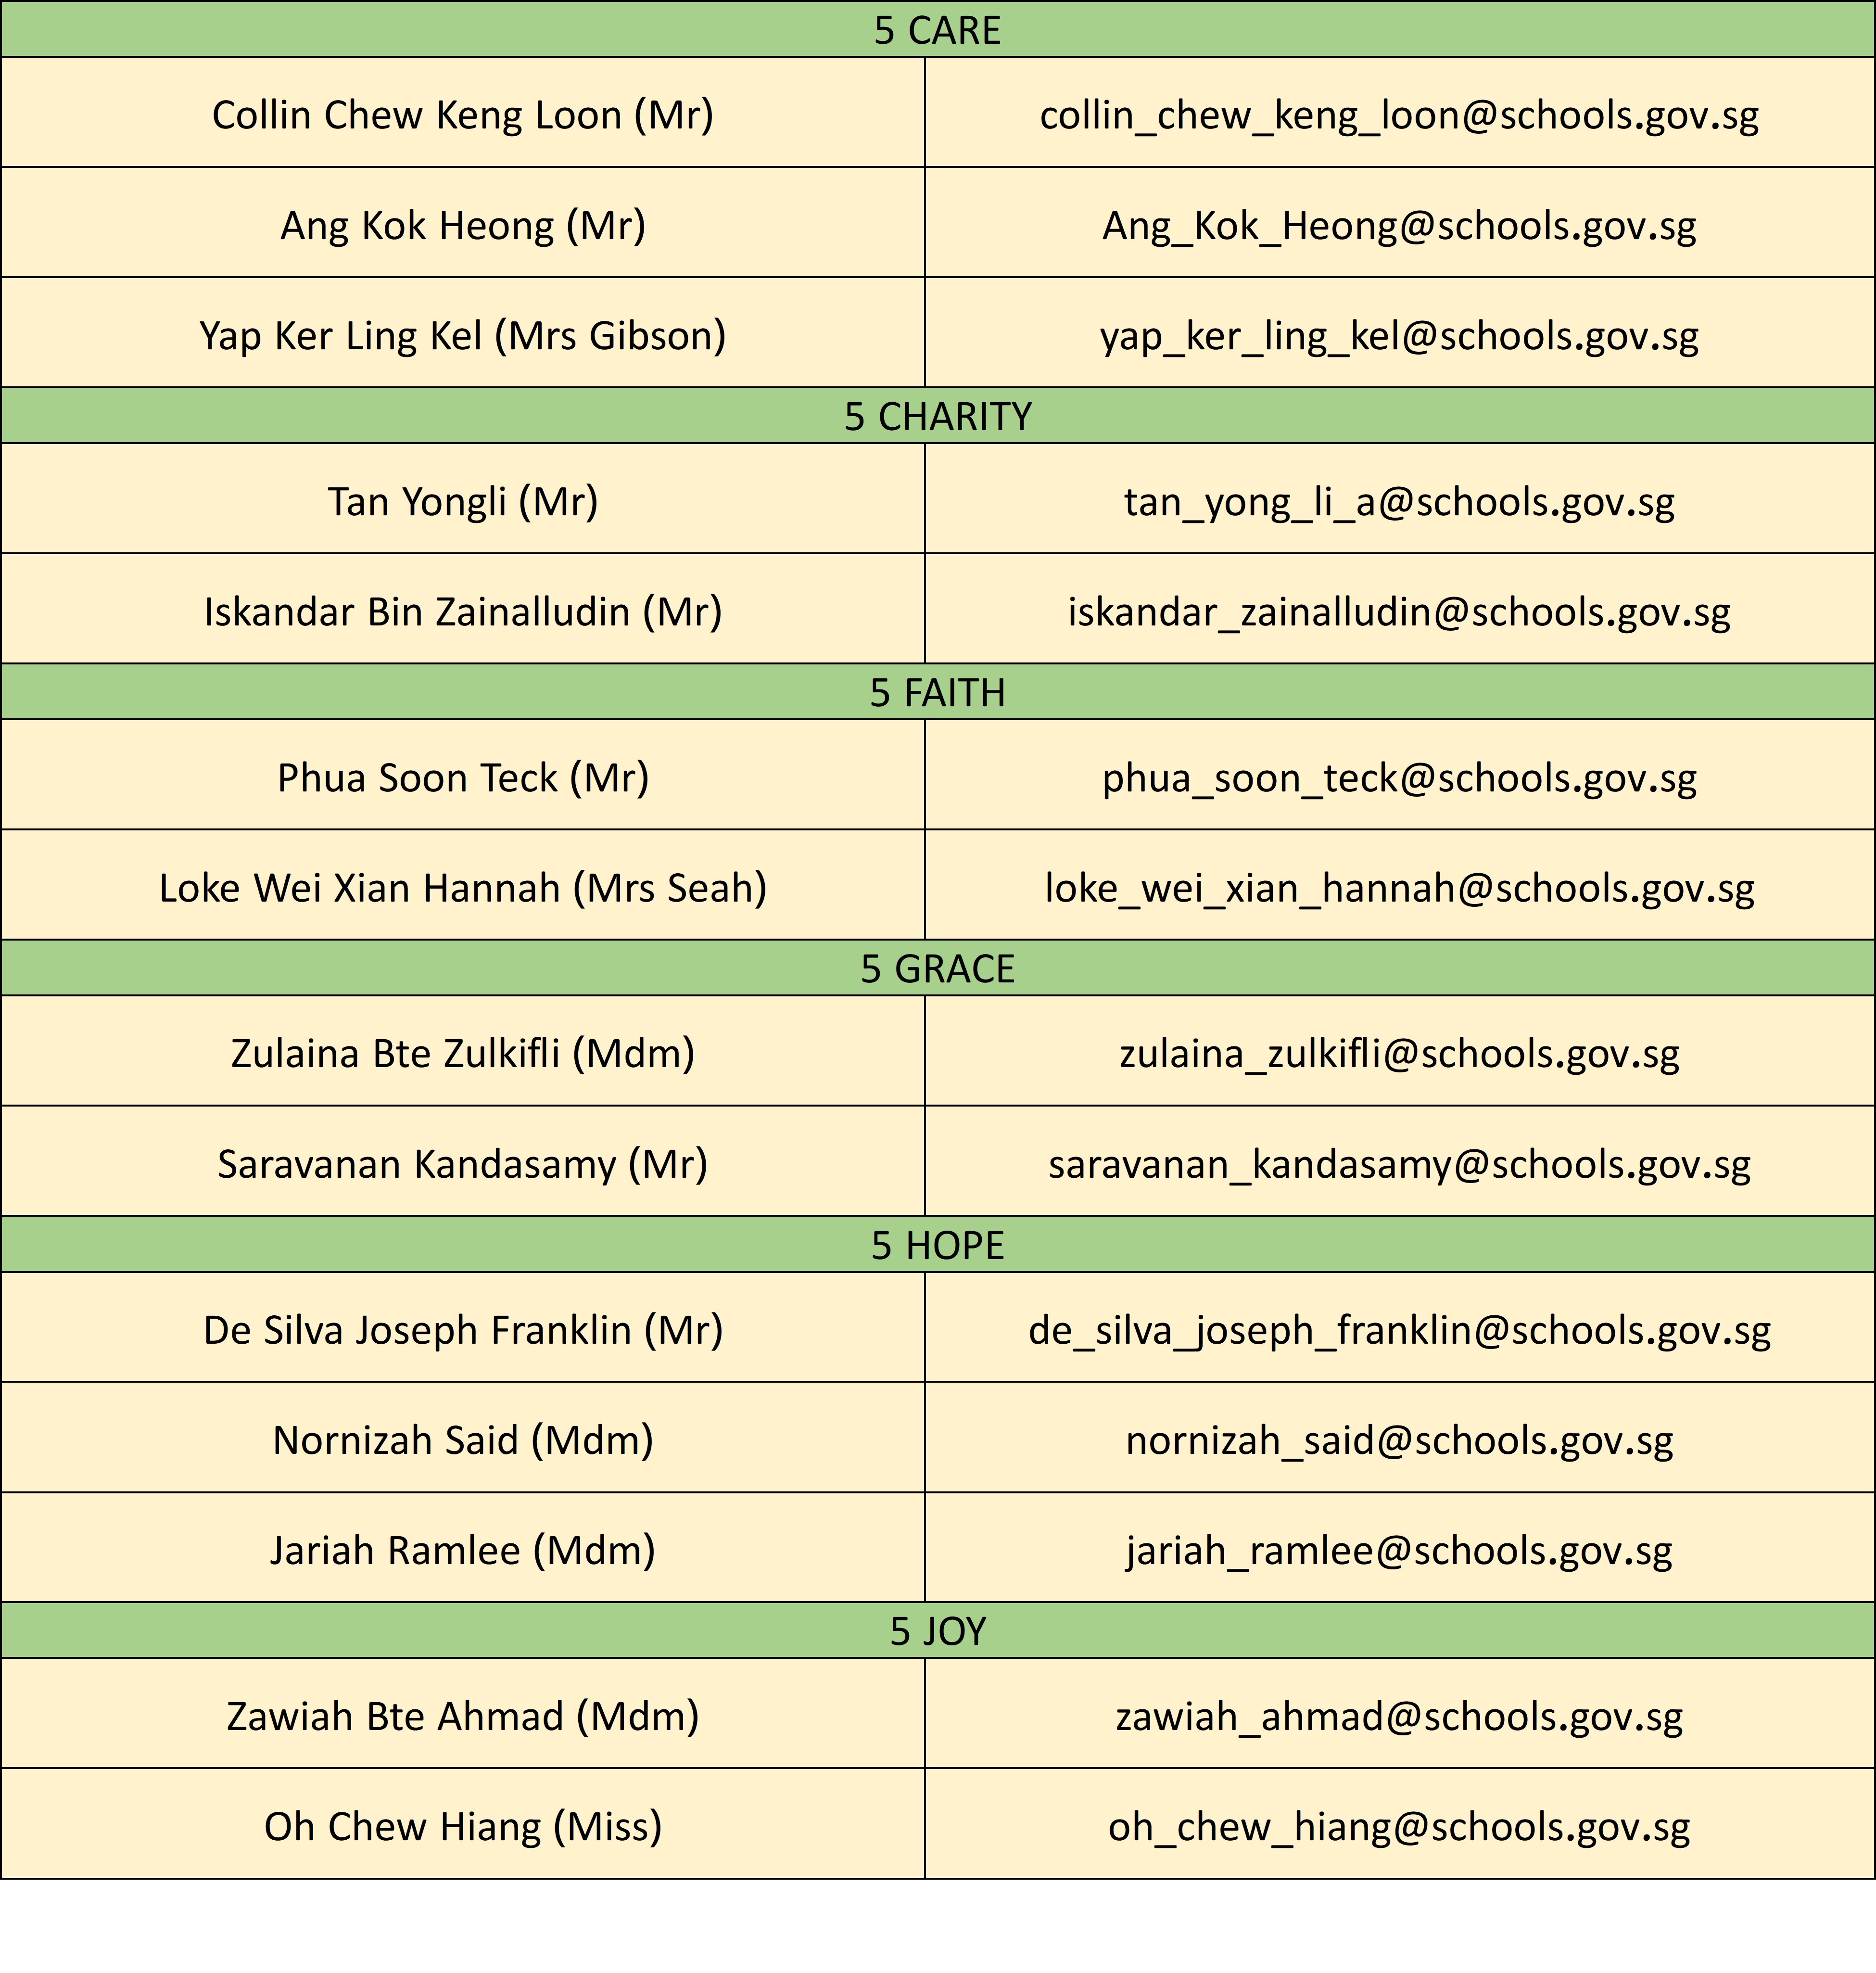 5 CARE
Collin Chew Keng Loon (Mr) collin_chew_keng_loon@schools.gov.sg
Ang Kok Heong (Mr) Ang_Kok_Heong@schools.gov.sg
Yap Ker Ling Kel (Mrs Gibson) yap_ker_ling_kel@schools.gov.sg
5 CHARITY
Tan Yongli (Mr) tan_yong_li_a@schools.gov.sg
Iskandar Bin Zainalludin (Mr) iskandar_zainalludin@schools.gov.sg
5 FAITH
Phua Soon Teck (Mr) phua_soon_teck@schools.gov.sg
Loke Wei Xian Hannah (Mrs Seah) loke_wei_xian_hannah@schools.gov.sg
5 GRACE
Zulaina Bte Zulkifli (Mdm) zulaina_zulkifli@schools.gov.sg
Saravanan Kandasamy (Mr) saravanan_kandasamy@schools.gov.sg
5 HOPE
De Silva Joseph Franklin (Mr) de_silva_joseph_franklin@schools.gov.sg
Nornizah Said (Mdm) nornizah_said@schools.gov.sg
Jariah Ramlee (Mdm) jariah_ramlee@schools.gov.sg
5 JOY
Zawiah Bte Ahmad (Mdm) zawiah_ahmad@schools.gov.sg
Oh Chew Hiang (Miss) oh_chew_hiang@schools.gov.sg